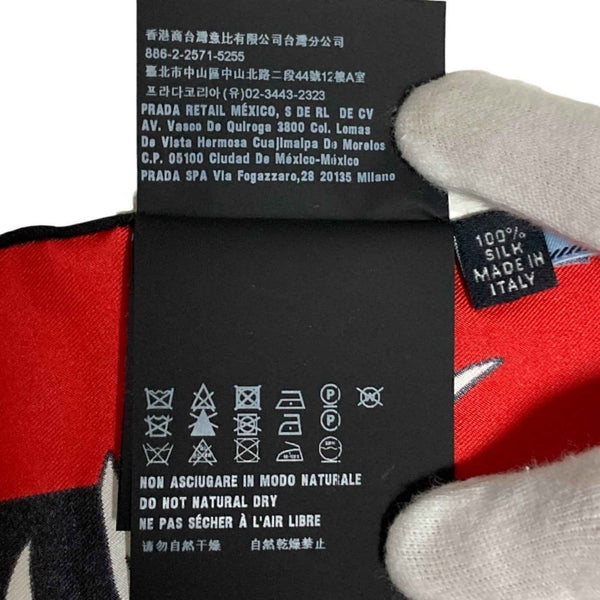 香港商台灣意比有限公司台灣分公司
886-2-2571-5255
臺北市中山區中山北路二段44號12樓A室
프라다코리아(유)02-3443-2323
PRADA RETAIL MÉXICO, S DE RL DE CV
AV. Vasco De Quiroga 3800 Col. Lomas
De Vista Hermosa Cuajimalpa De Morelos
C.P. 05100 Ciudad De México-México
PRADA SPA Via Fogazzaro,28 20135 Milano
100%
SILK
MADE IN
ITALY
P
W
P
NON ASCIUGARE IN MODO NATURALE
DO NOT NATURAL DRY
NE PAS SÉCHER À L'AIR LIBRE
请勿自然干燥 自然乾燥禁止